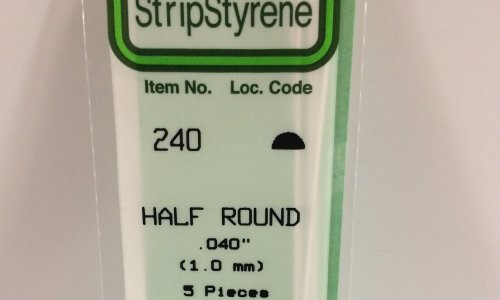 StripStyrene
Item No. Loc. Code
240
HALF ROUND
.040"
(1.0 mm)
5 Pieces